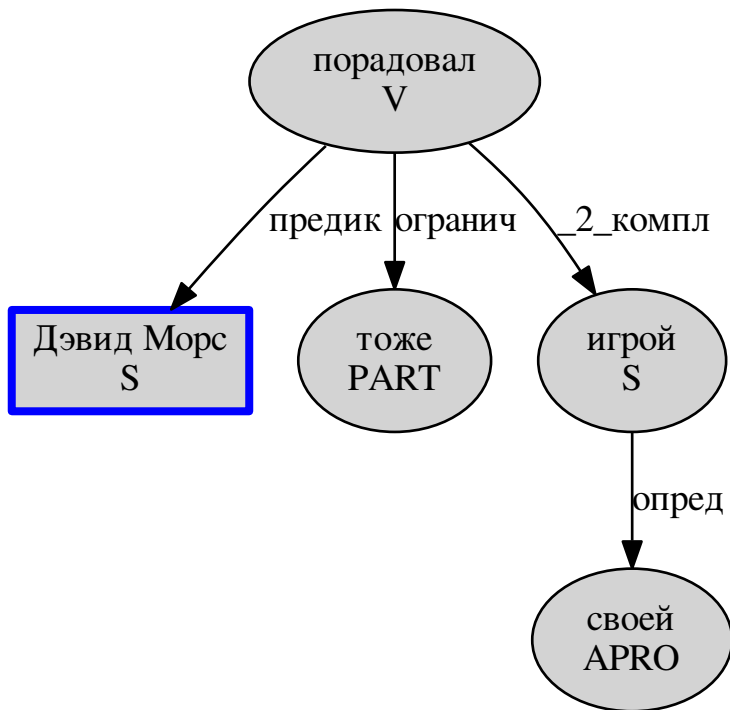 порадовал
V
предик
огранич
_2_компл
Дэвид Морс
S
тоже
PART
игрой
S
опред
своей
APRO